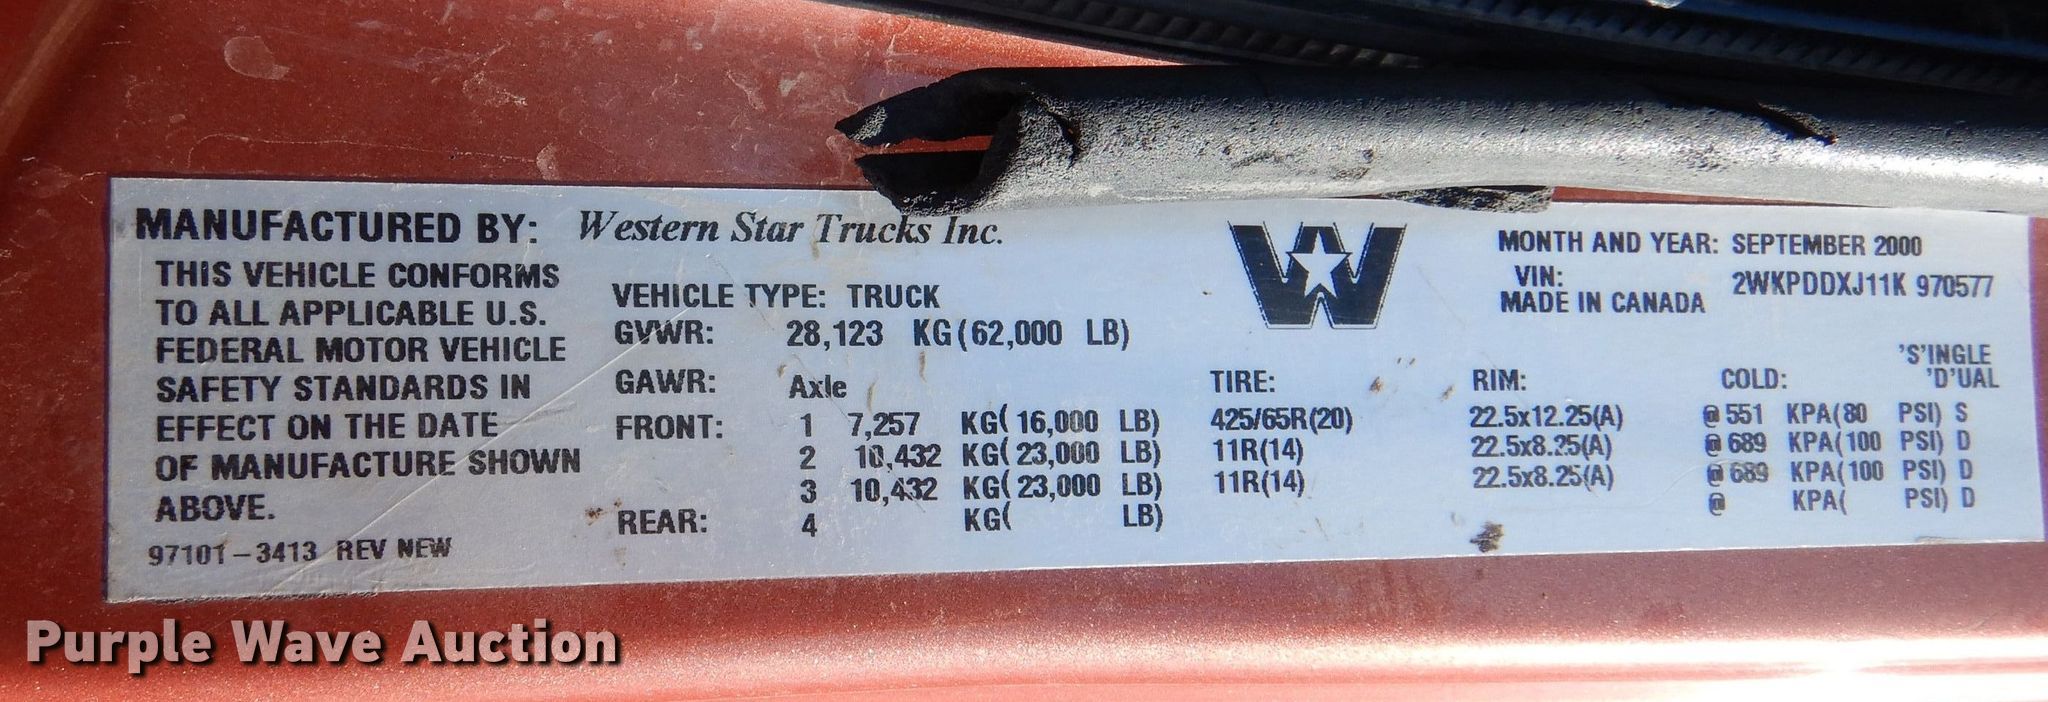 MANUFACTURED BY: Western Star Trucks Inc.
THIS VEHICLE CONFORMS
TO ALL APPLICABLE U.S.
FEDERAL MOTOR VEHICLE
SAFETY STANDARDS IN
EFFECT ON THE DATE
OF MANUFACTURE SHOWN
ABOVE.
97101-3413 REV NEW
VEHICLE TYPE: TRUCK
GVWR: 28,123 KG (62,000 LB)
W
MONTH AND YEAR: SEPTEMBER 2000
VIN: 2WKPDDXJ11K 970577
MADE IN CANADA
'S'INGLE
GAWR: Axle TIRE: RIM: COLD: 'D'UAL
FRONT: 1 7,257 KG( 16,000 LB) 425/65R(20) 22.5x12.25(A) @ 551 KPA(80 PSI) S
2 10,432 KG( 23,000 LB) 11R(14) 22.5x8.25(A) @ 689 KPA(100 PSI) D
3 10,432 KG( 23,000 LB) 11R(14) 22.5x8.25(A) @ 689 KPA(100 PSI) D
REAR: 4 KG( LB) @ KPA( PSI) D
Purple Wave Auction